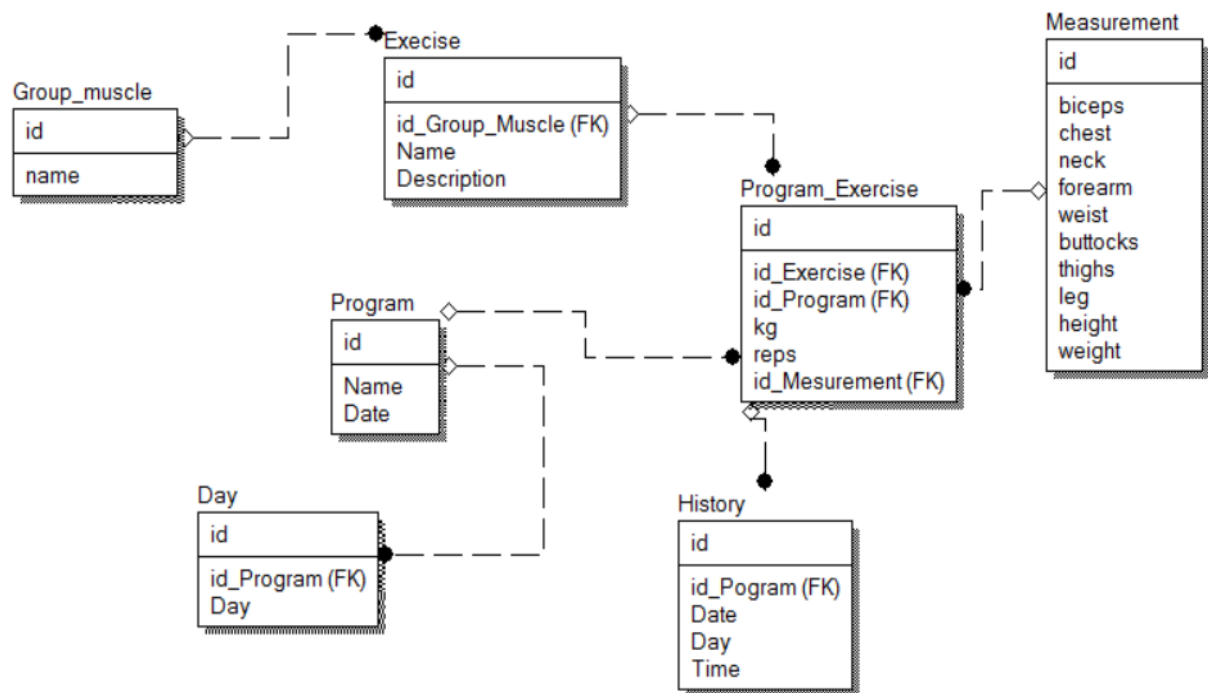 Group_muscle
id
name
Execise
id
id_Group_Muscle (FK)
Name
Description
Measurement
id
biceps
chest
neck
forearm
weist
buttocks
thighs
leg
height
weight
Program_Exercise
id
id_Exercise (FK)
id_Program (FK)
kg
reps
id_Mesurement (FK)
Program
id
Name
Date
Day
id
id_Program (FK)
Day
History
id
id_Pogram (FK)
Date
Day
Time